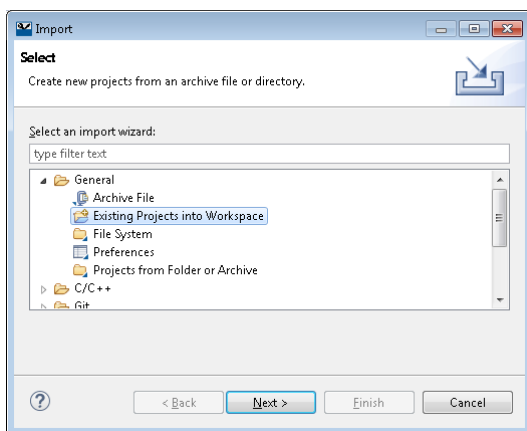 Import
Select
Create new projects from an archive file or directory.
Select an import wizard:
type filter text
General
Archive File
Existing Projects into Workspace
File System
Preferences
Projects from Folder or Archive
C/C++
Git
?
< Back
Next >
Finish
Cancel